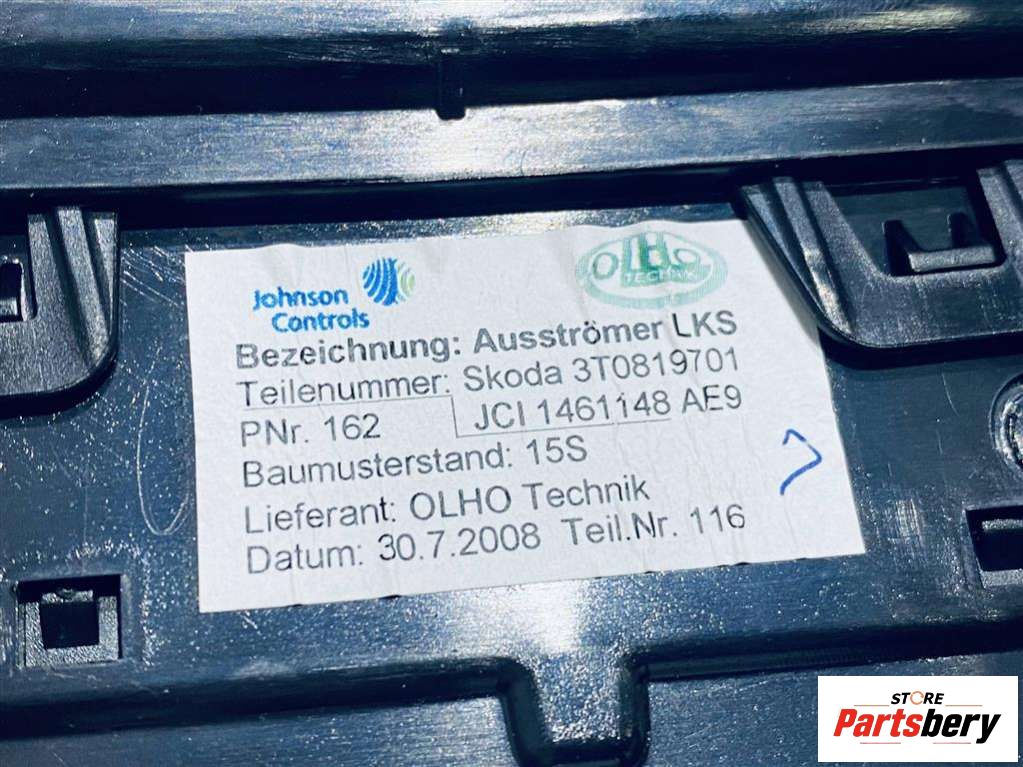 Johnson
Controls
OLHO
TECHNIK
Bezeichnung: Ausströmer LKS
Teilenummer: Skoda 3T0819701
PNr. 162 JCI 1461148 AE9
Baumusterstand: 15S
Lieferant: OLHO Technik
Datum: 30.7.2008 Teil.Nr. 116
STORE
Partsbery